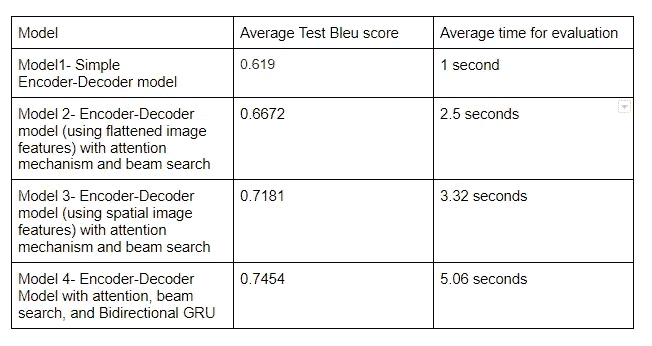 Model Average Test Bleu score Average time for evaluation
Model1- Simple 0.619 1 second
Encoder-Decoder model
Model 2- Encoder-Decoder 0.6672 2.5 seconds
model (using flattened image
features) with attention
mechanism and beam search
Model 3- Encoder-Decoder 0.7181 3.32 seconds
model (using spatial image
features) with attention
mechanism and beam search
Model 4- Encoder-Decoder 0.7454 5.06 seconds
Model with attention, beam
search, and Bidirectional GRU